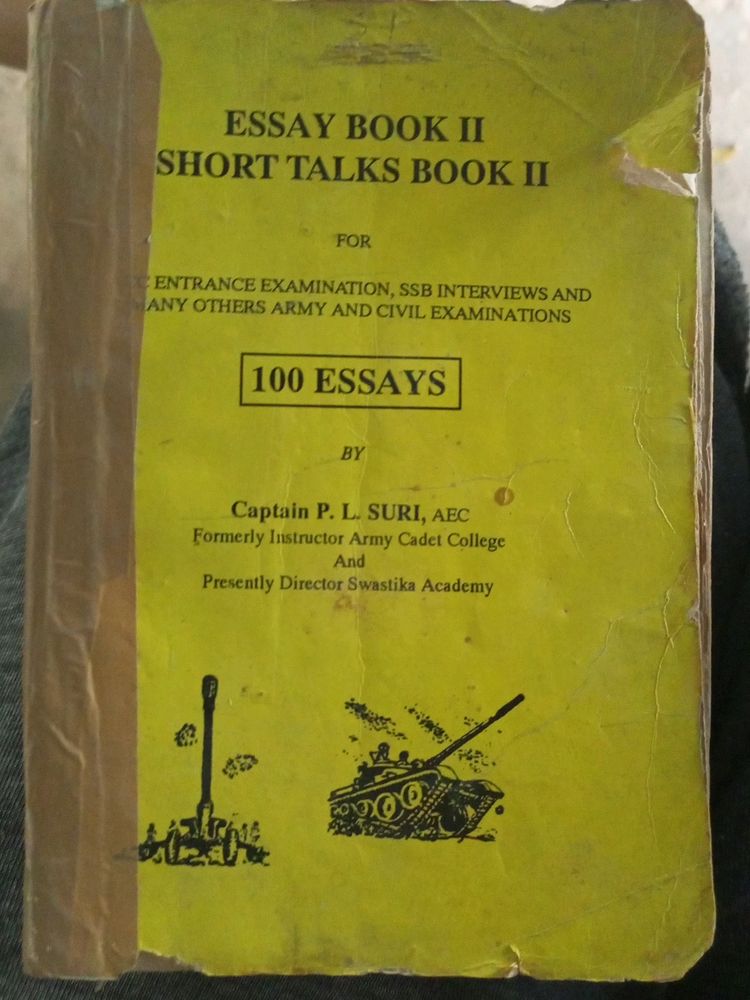 ESSAY BOOK II
SHORT TALKS BOOK II
FOR
ENTRANCE EXAMINATION, SSB INTERVIEWS AND
MANY OTHERS ARMY AND CIVIL EXAMINATIONS
100 ESSAYS
BY
Captain P. L. SURI, AEC
Formerly Instructor Army Cadet College
And
Presently Director Swastika Academy